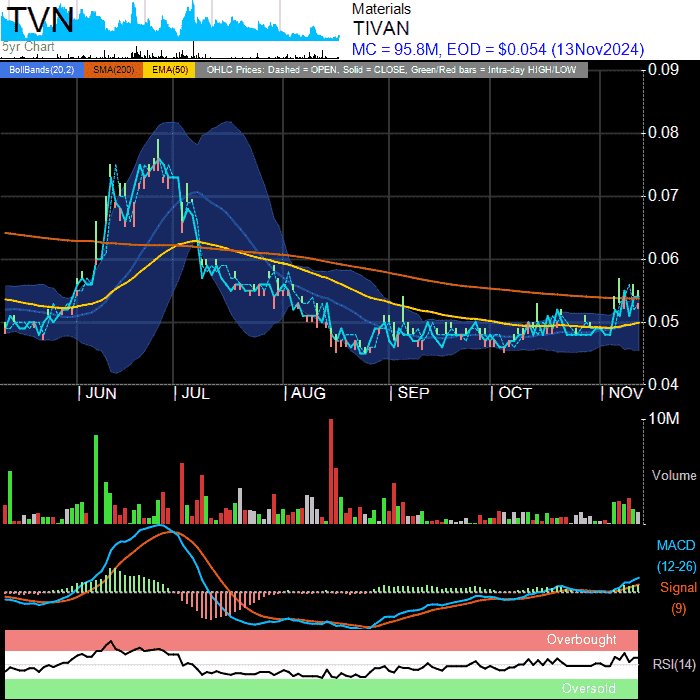 TVN
5yr Chart
Materials
TIVAN
MC = 95.8M, EOD = $0.054 (13Nov2024)
BollBands(20,2) SMA(200) EMA(50) OHLC Prices: Dashed = OPEN, Solid = CLOSE, Green/Red bars = Intra-day HIGH/LOW
0.09
0.08
0.07
0.06
0.05
0.04
| JUN | JUL | AUG | SEP | OCT | NOV
10M
Volume
MACD
(12-26)
Signal
(9)
Overbought
RSI(14)
Oversold